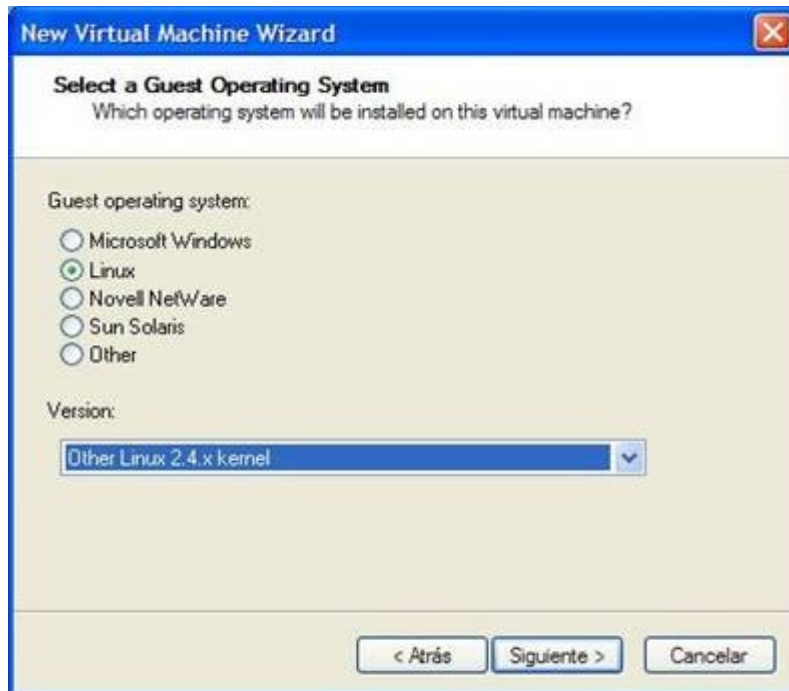 New Virtual Machine Wizard
Select a Guest Operating System
Which operating system will be installed on this virtual machine?
Guest operating system:
Microsoft Windows
Linux
Novell NetWare
Sun Solaris
Other
Version:
Other Linux 2.4.x kernel
< Atrás Siguiente > Cancelar